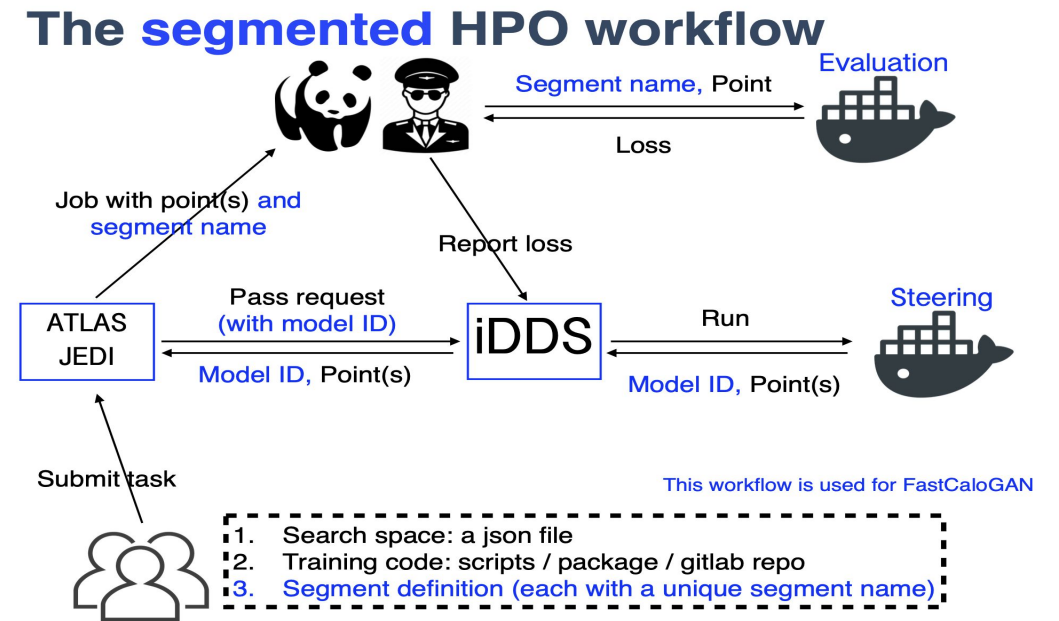 The segmented HPO workflow
Evaluation
Segment name, Point
Loss
Job with point(s) and
segment name
Report loss
Pass request
(with model ID)
ATLAS
JEDI
iDDS
Model ID, Point(s)
Steering
Run
Model ID, Point(s)
Submit task
This workflow is used for FastCaloGAN
1. Search space: a json file
2. Training code: scripts / package / gitlab repo
3. Segment definition (each with a unique segment name)